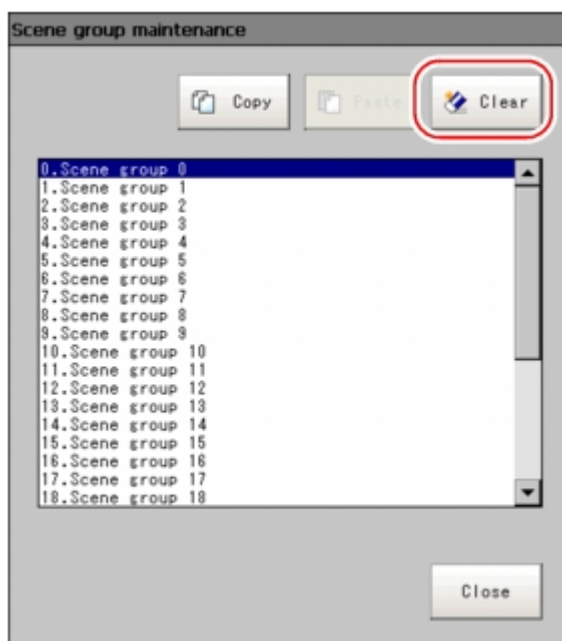 Scene group maintenance
Copy Paste Clear
0.Scene group 0
1.Scene group 1
2.Scene group 2
3.Scene group 3
4.Scene group 4
5.Scene group 5
6.Scene group 6
7.Scene group 7
8.Scene group 8
9.Scene group 9
10.Scene group 10
11.Scene group 11
12.Scene group 12
13.Scene group 13
14.Scene group 14
15.Scene group 15
16.Scene group 16
17.Scene group 17
18.Scene group 18
Close